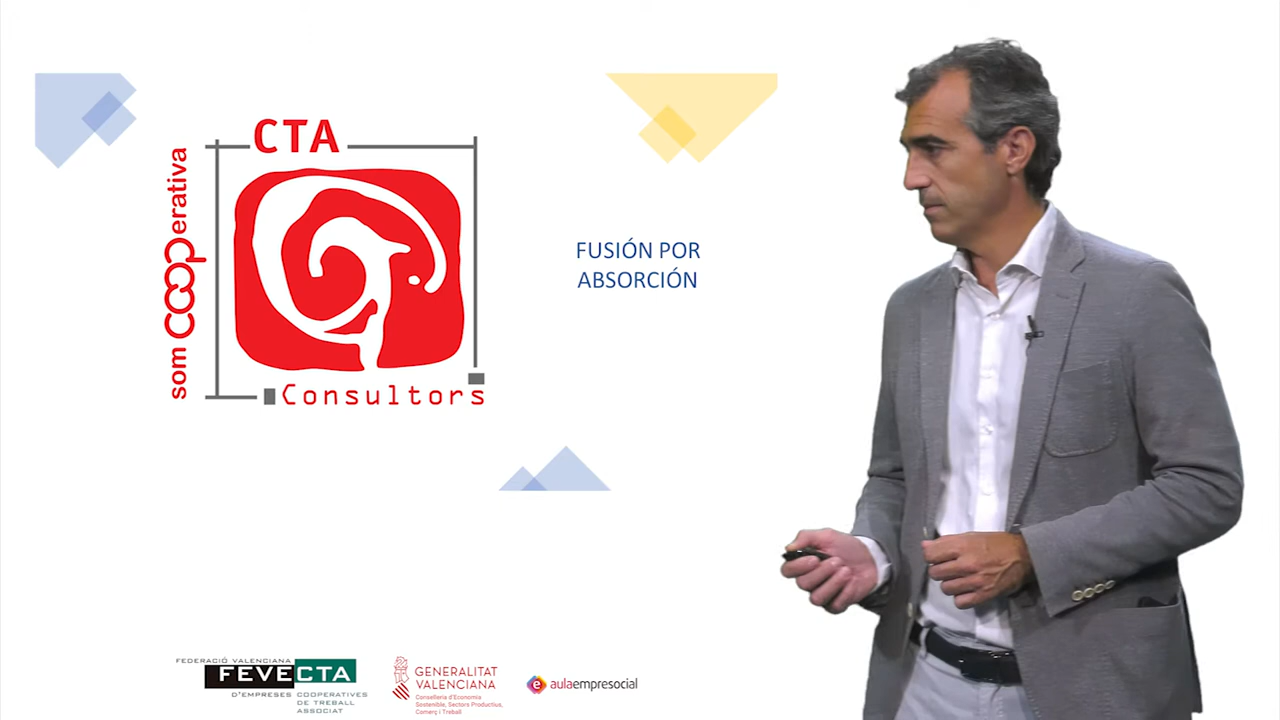 CTA
som COOPerativa
Consultors
FUSIÓN POR
ABSORCIÓN
FEDERACIÓ VALENCIANA
FEVECTA
D'EMPRESES COOPERATIVES
DE TREBALL
ASSOCIAT
GENERALITAT
VALENCIANA
Conselleria d'Economia
Sostenible, Sectors Productius,
Comerç i Treball
e aulaempresocial